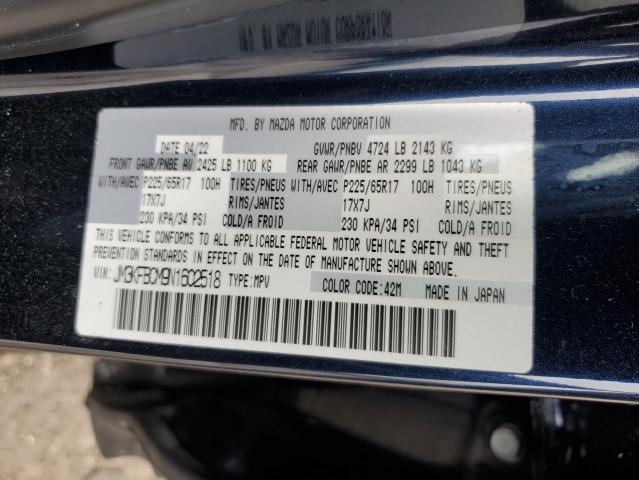 MFD. BY MAZDA MOTOR CORPORATION
DATE 04/22 GVWR/PNBV 4724 LB 2143 KG
FRONT GAWR/PNBE AV 2425 LB 1100 KG REAR GAWR/PNBE AR 2299 LB 1043 KG
WITH/AVEC P225/65R17 100H TIRES/PNEUS WITH/AVEC P225/65R17 100H TIRES/PNEUS
17X7J RIMS/JANTES 17X7J RIMS/JANTES
230 KPA/34 PSI COLD/A FROID 230 KPA/34 PSI COLD/A FROID
THIS VEHICLE CONFORMS TO ALL APPLICABLE FEDERAL MOTOR VEHICLE SAFETY AND THEFT
PREVENTION STANDARDS IN EFFECT ON THE DATE OF MANUFACTURE SHOWN ABOVE.
VIN: JM3KFBCM9N1602518 TYPE: MPV COLOR CODE: 42M MADE IN JAPAN